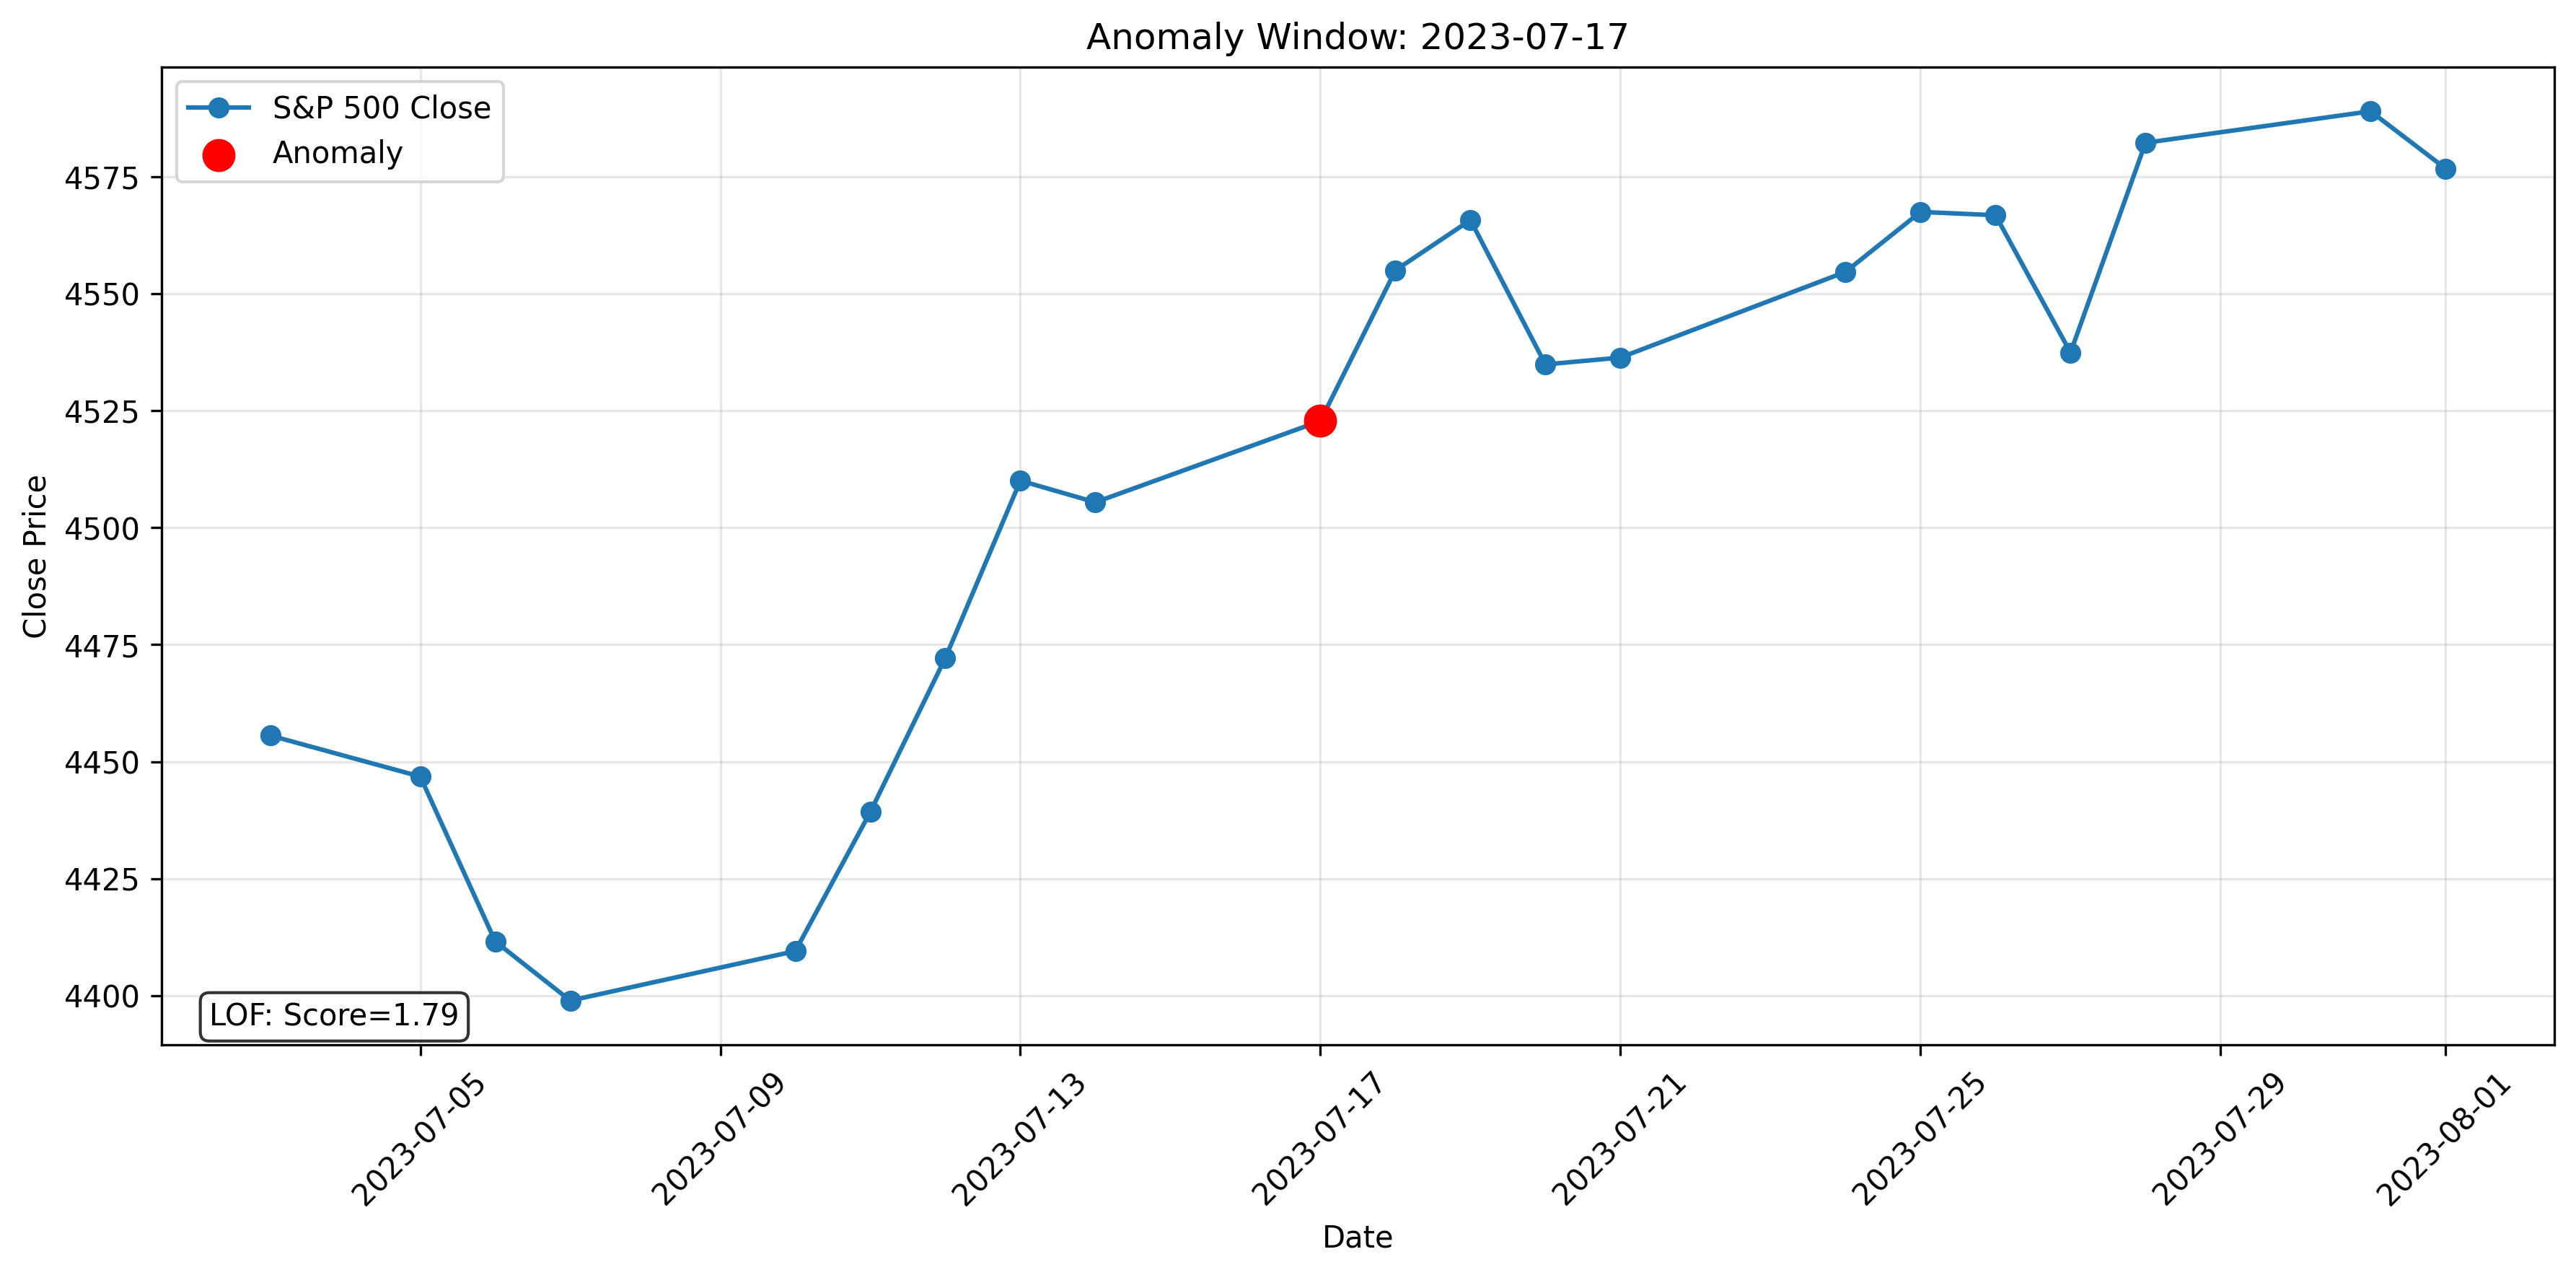 Anomaly Window: 2023-07-17
S&P 500 Close
Anomaly
4575
4550
4525
4500
4475
4450
4425
4400
Close Price
LOF: Score=1.79
2023-07-05
2023-07-09
2023-07-13
2023-07-17
2023-07-21
2023-07-25
2023-07-29
2023-08-01
Date